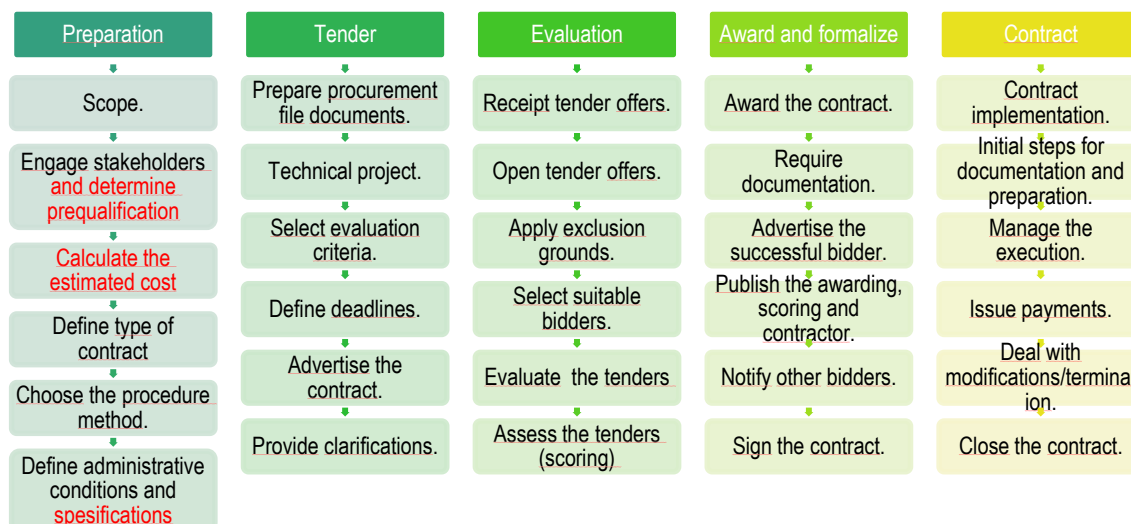 Preparation
Scope.
Engage stakeholders
and determine
prequalification
Calculate the
estimated cost
Define type of
contract
Choose the procedure
method.
Define administrative
conditions and
spesifications
Tender
Prepare procurement
file documents.
Technical project.
Select evaluation
criteria.
Define deadlines.
Advertise the
contract.
Provide clarifications.
Evaluation
Receipt tender offers.
Open tender offers.
Apply exclusion
grounds.
Select suitable
bidders.
Evaluate the tenders
Assess the tenders
(scoring)
Award and formalize
Award the contract.
Require
documentation.
Advertise the
successful bidder.
Publish the awarding,
scoring and
contractor.
Notify other bidders.
Sign the contract.
Contract
Contract
implementation.
Initial steps for
documentation and
preparation.
Manage the
execution.
Issue payments.
Deal with
modifications/termina
ion.
Close the contract.